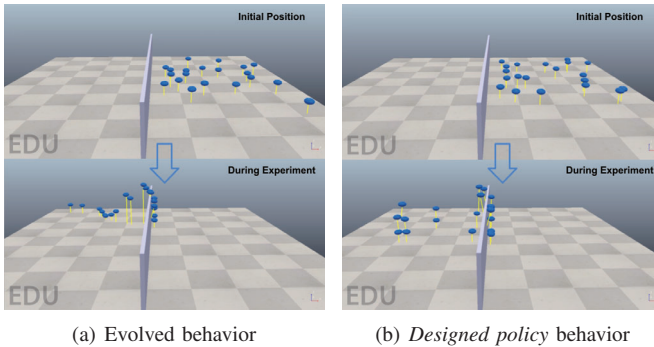 Initial Position
EDU
During Experiment
EDU
(a) Evolved behavior
Initial Position
EDU
During Experiment
EDU
(b) Designed policy behavior